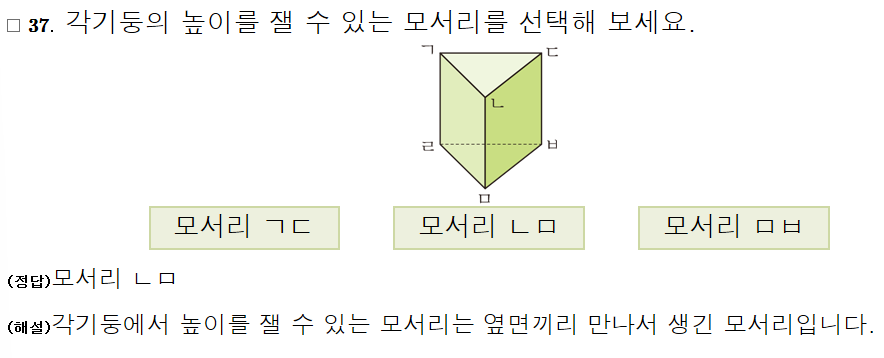 □ 37. 각기둥의 높이를 잴 수 있는 모서리를 선택해 보세요.
ㄱ ㄷ
ㄴ
ㄹ ㅂ
ㅁ
모서리 ㄱㄷ 모서리 ㄴㅁ 모서리 ㅁㅂ
(정답)모서리 ㄴㅁ
(해설)각기둥에서 높이를 잴 수 있는 모서리는 옆면끼리 만나서 생긴 모서리입니다.